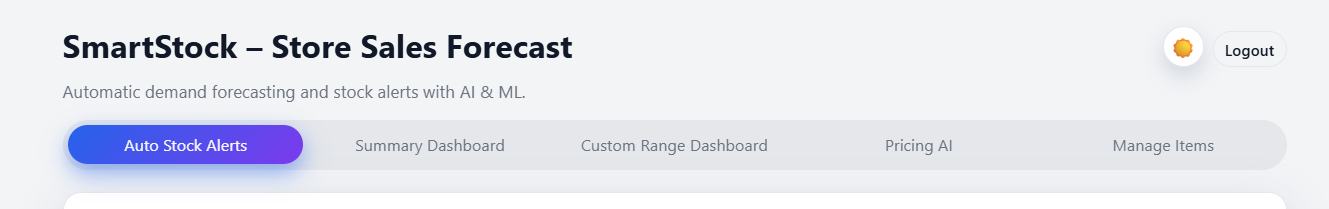 SmartStock – Store Sales Forecast
Logout
Automatic demand forecasting and stock alerts with AI & ML.
Auto Stock Alerts Summary Dashboard Custom Range Dashboard Pricing AI Manage Items